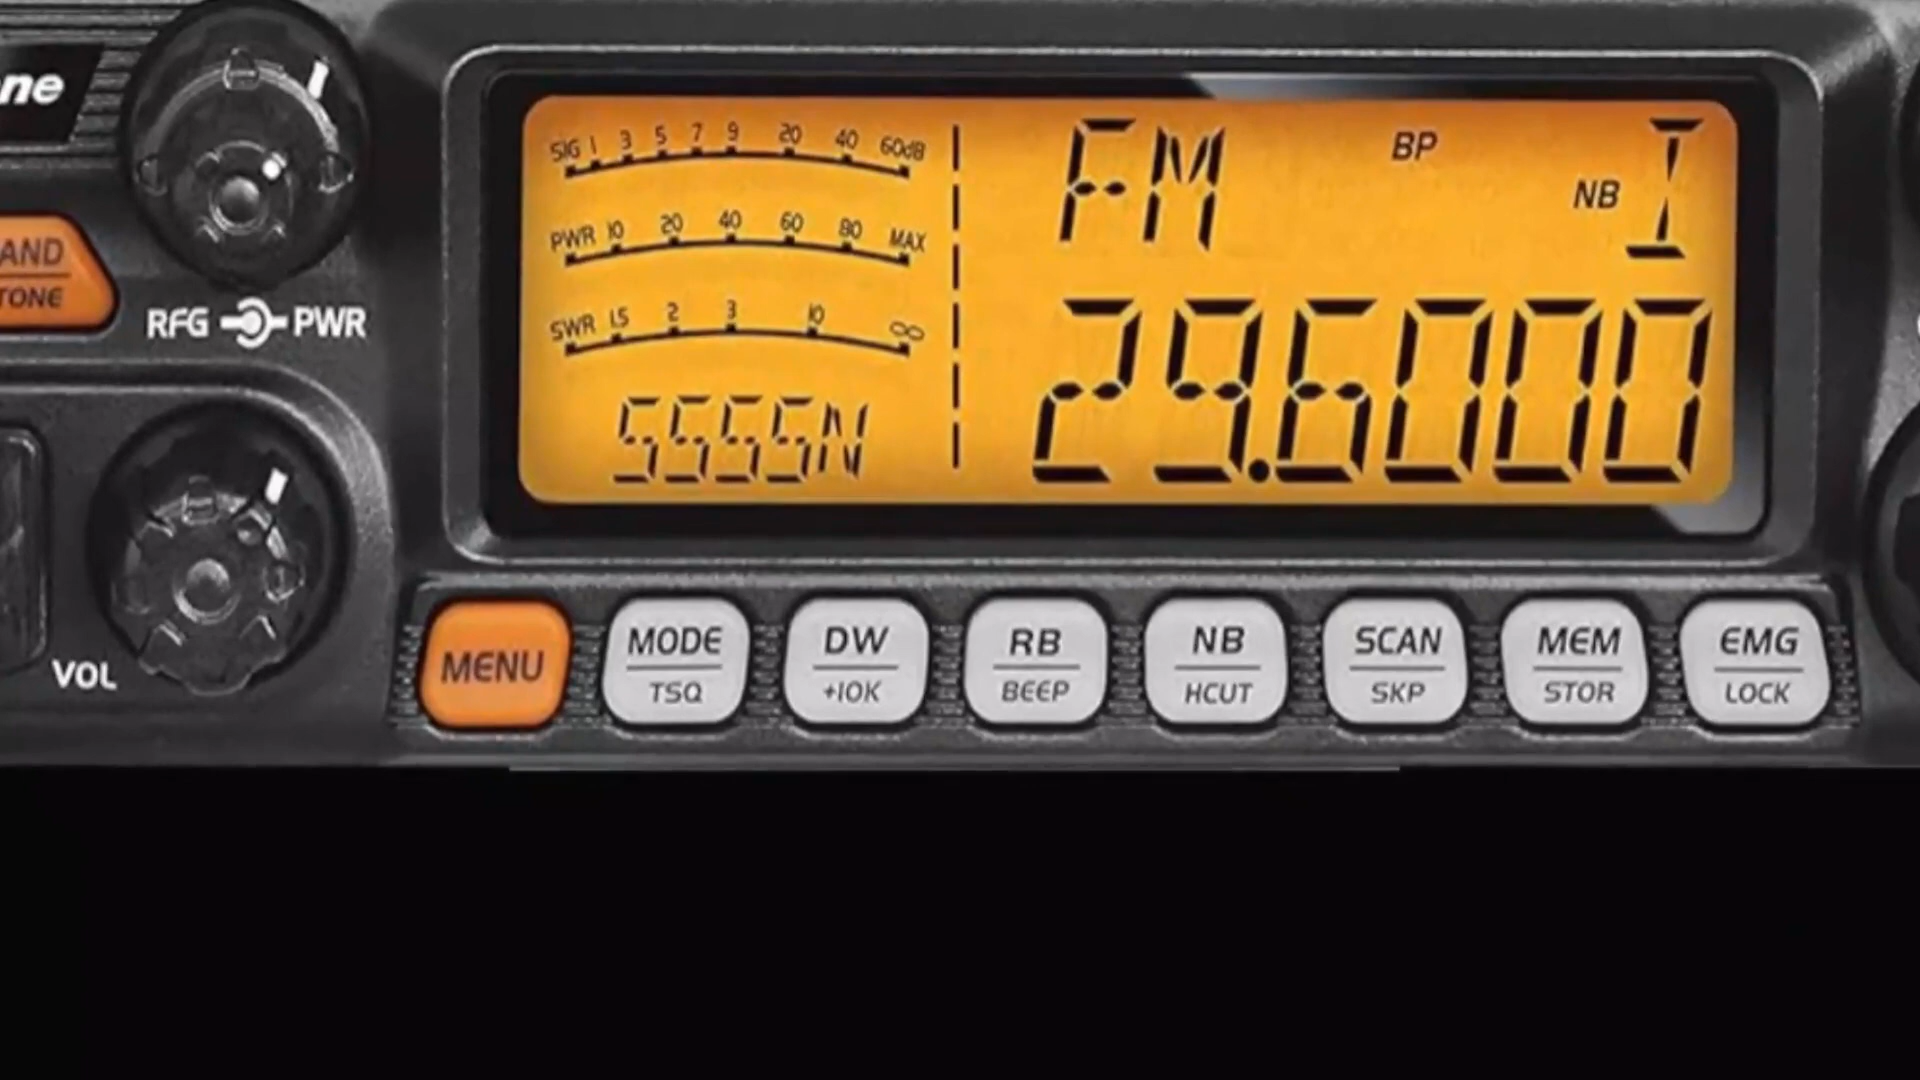 ne
AND
TONE
RFG PWR
VOL
SIG 1 3 5 7 9 20 40 60dB
PWR 10 20 40 60 80 MAX
SWR 1.5 2 3 10 ∞
5555N
FM BP NB I
29.6000
MENU
MODE
TSQ
DW
+10K
RB
BEEP
NB
HCUT
SCAN
SKP
MEM
STOR
EMG
LOCK